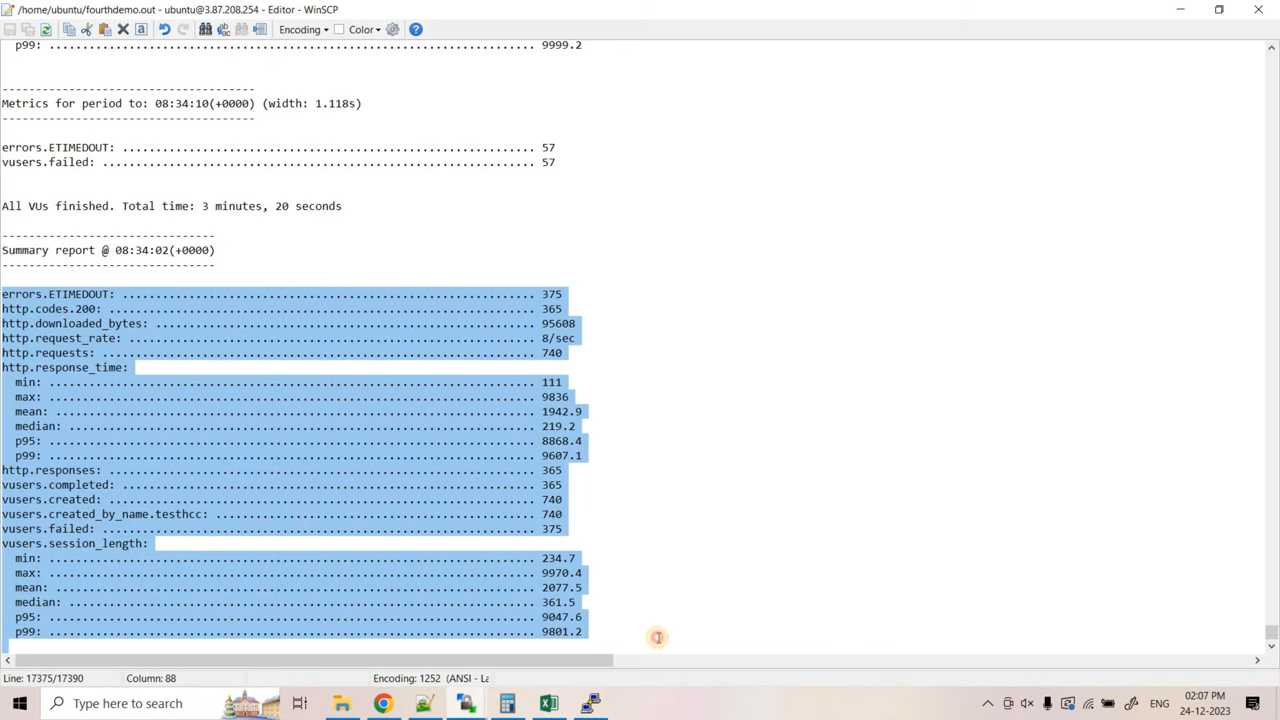 /home/ubuntu/fourthdemo.out - ubuntu@3.87.208.254 - Editor - WinSCP
Encoding Color
p99: .......................................................................... 9999.2
--------------------------------------
Metrics for period to: 08:34:10(+0000) (width: 1.118s)
--------------------------------------
errors.ETIMEDOUT: .............................................................. 57
vusers.failed: ................................................................. 57
All VUs finished. Total time: 3 minutes, 20 seconds
--------------------------------
Summary report @ 08:34:02(+0000)
--------------------------------
errors.ETIMEDOUT: .............................................................. 375
http.codes.200: ................................................................ 365
http.downloaded_bytes: ......................................................... 95608
http.request_rate: ............................................................. 8/sec
http.requests: ................................................................. 740
http.response_time:
min: ......................................................................... 111
max: ......................................................................... 9836
mean: ........................................................................ 1942.9
median: ...................................................................... 219.2
p95: ......................................................................... 8868.4
p99: ......................................................................... 9607.1
http.responses: ................................................................ 365
vusers.completed: .............................................................. 365
vusers.created: ................................................................ 740
vusers.created_by_name.testhcc: ................................................ 740
vusers.failed: ................................................................. 375
vusers.session_length:
min: ......................................................................... 234.7
max: ......................................................................... 9970.4
mean: ........................................................................ 2077.5
median: ...................................................................... 361.5
p95: ......................................................................... 9047.6
p99: ......................................................................... 9801.2
Line: 17375/17390 Column: 88 Encoding: 1252 (ANSI - La
Type here to search ENG 02:07 PM
24-12-2023